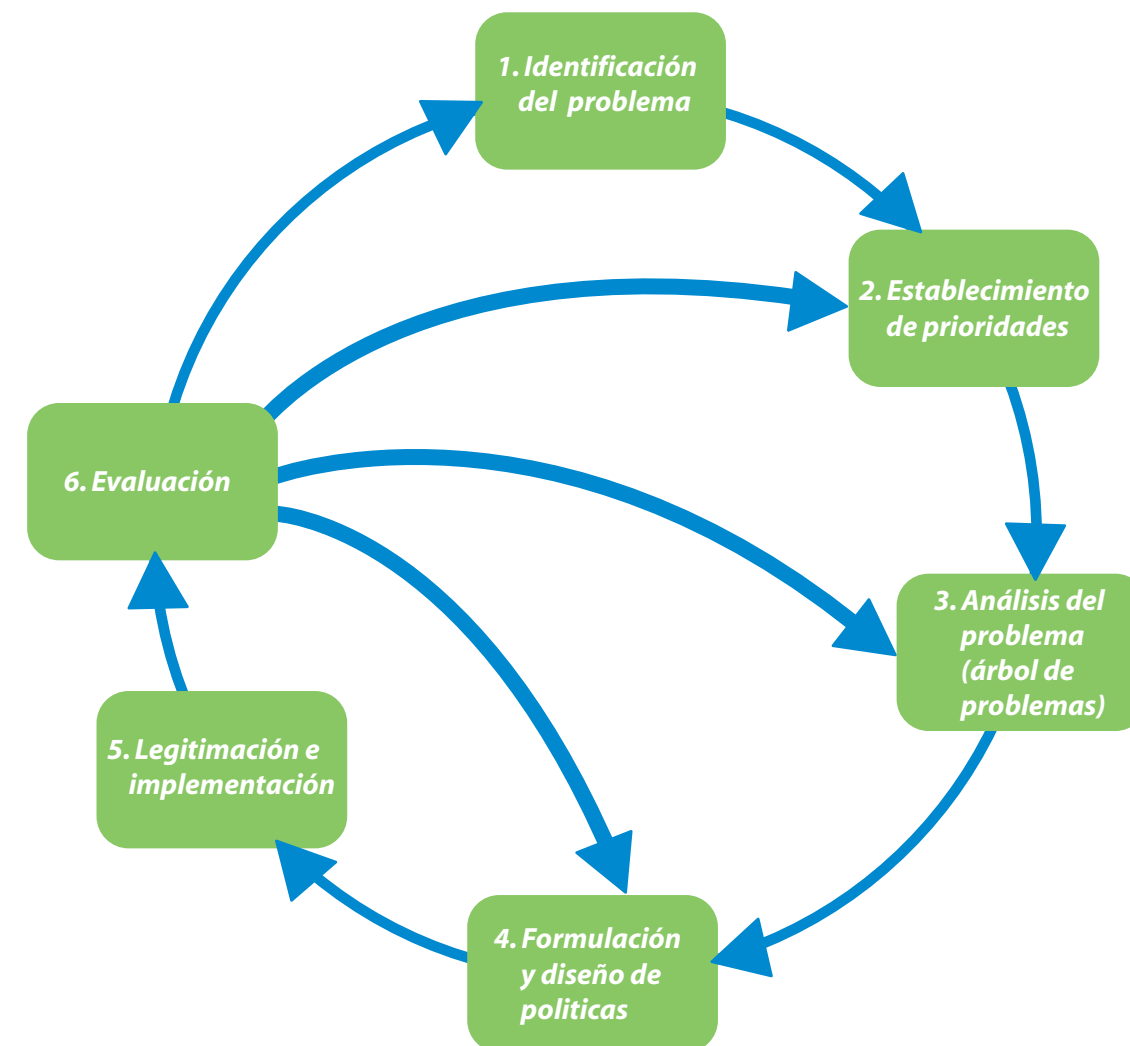 1. Identificación
del problema
2. Establecimiento
de prioridades
3. Análisis del
problema
(árbol de
problemas)
4. Formulación
y diseño de
politicas
5. Legitimación e
implementación
6. Evaluación